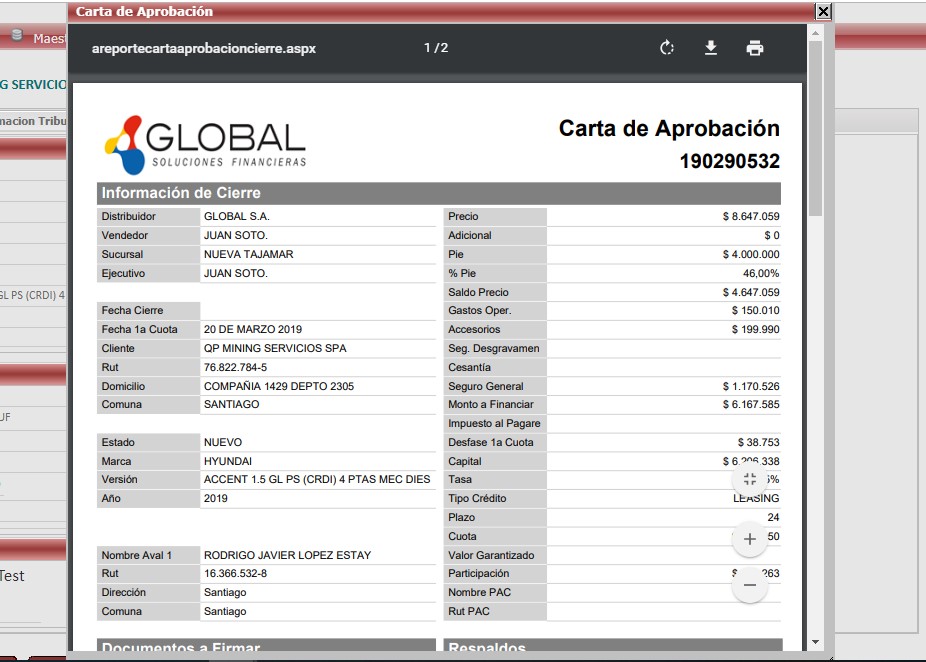 Carta de Aprobación
Maest
areportecartaaprobacioncierre.aspx
1 / 2
G SERVICIO
macion Tribu
GL PS (CRDI) 4
UF
Test
GLOBAL
SOLUCIONES FINANCIERAS
Carta de Aprobación
190290532
Información de Cierre
Distribuidor GLOBAL S.A.
Vendedor JUAN SOTO.
Sucursal NUEVA TAJAMAR
Ejecutivo JUAN SOTO.
Fecha Cierre
Fecha 1a Cuota 20 DE MARZO 2019
Cliente QP MINING SERVICIOS SPA
Rut 76.822.784-5
Domicilio COMPAÑIA 1429 DEPTO 2305
Comuna SANTIAGO
Estado NUEVO
Marca HYUNDAI
Versión ACCENT 1.5 GL PS (CRDI) 4 PTAS MEC DIES
Año 2019
Nombre Aval 1 RODRIGO JAVIER LOPEZ ESTAY
Rut 16.366.532-8
Dirección Santiago
Comuna Santiago
Precio $ 8.647.059
Adicional $ 0
Pie $ 4.000.000
% Pie 46,00%
Saldo Precio $ 4.647.059
Gastos Oper. $ 150.010
Accesorios $ 199.990
Seg. Desgravamen
Cesantía
Seguro General $ 1.170.526
Monto a Financiar $ 6.167.585
Impuesto al Pagare
Desfase 1a Cuota $ 38.753
Capital $ 6.206.338
Tasa %
Tipo Crédito LEASING
Plazo 24
Cuota 50
Valor Garantizado
Participación $ 263
Nombre PAC
Rut PAC
Documentos a Firmar
Respaldos